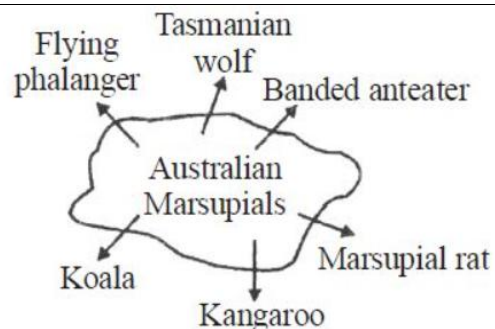 Tasmanian
wolf
Flying
phalanger
Banded anteater
Australian
Marsupials
Marsupial rat
Koala
Kangaroo